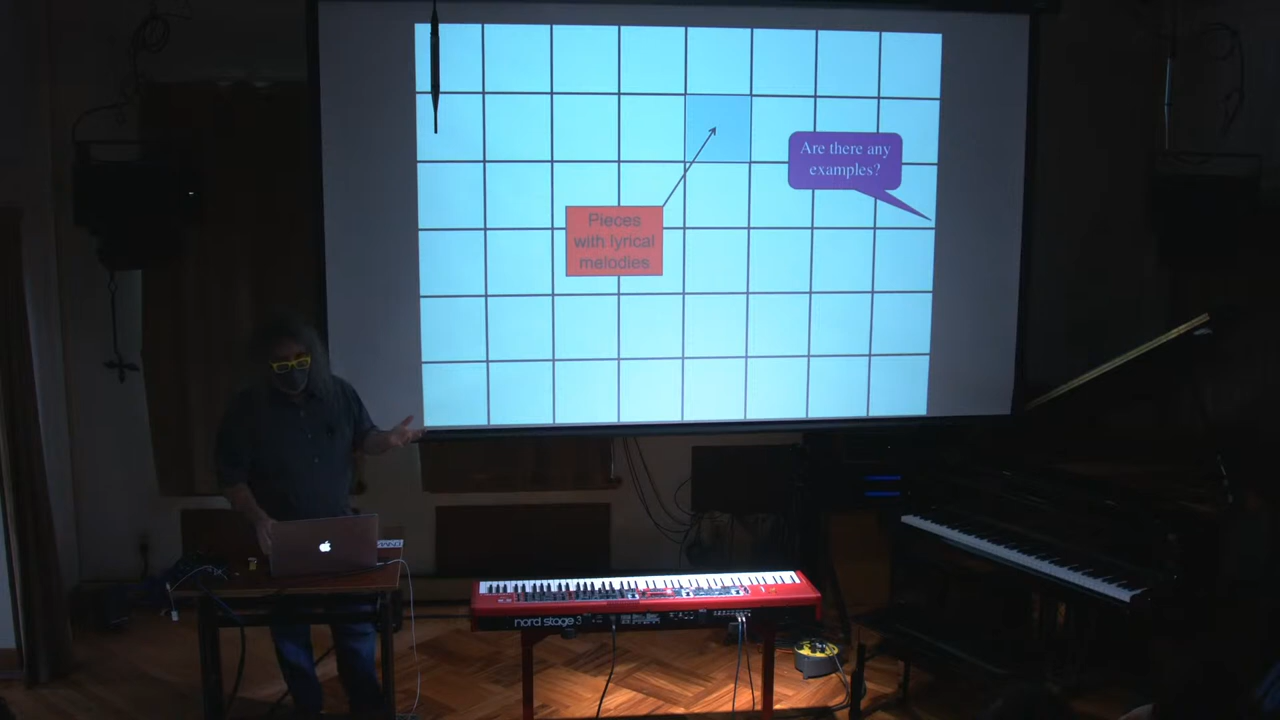 Are there any
examples?
Pieces
with lyrical
melodies
nord stage 3